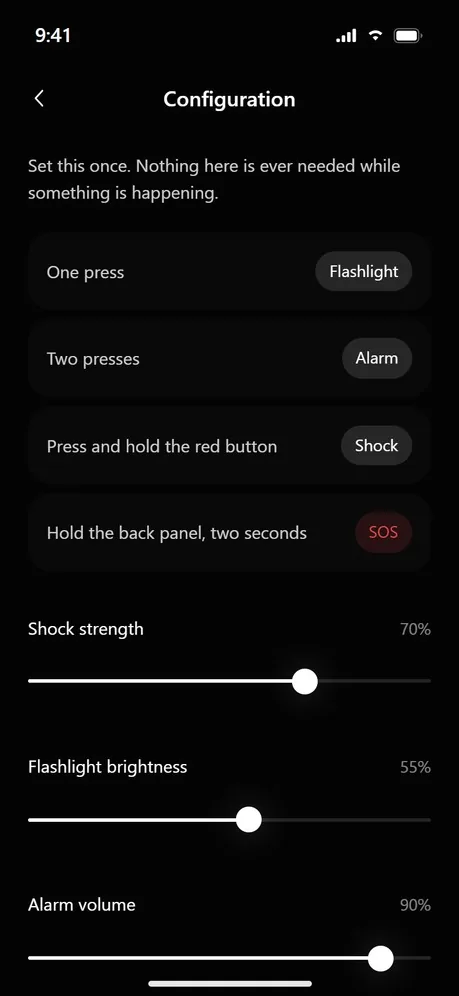 9:41
Configuration
Set this once. Nothing here is ever needed while
something is happening.
One press
Flashlight
Two presses
Alarm
Press and hold the red button
Shock
Hold the back panel, two seconds
SOS
Shock strength
70%
Flashlight brightness
55%
Alarm volume
90%